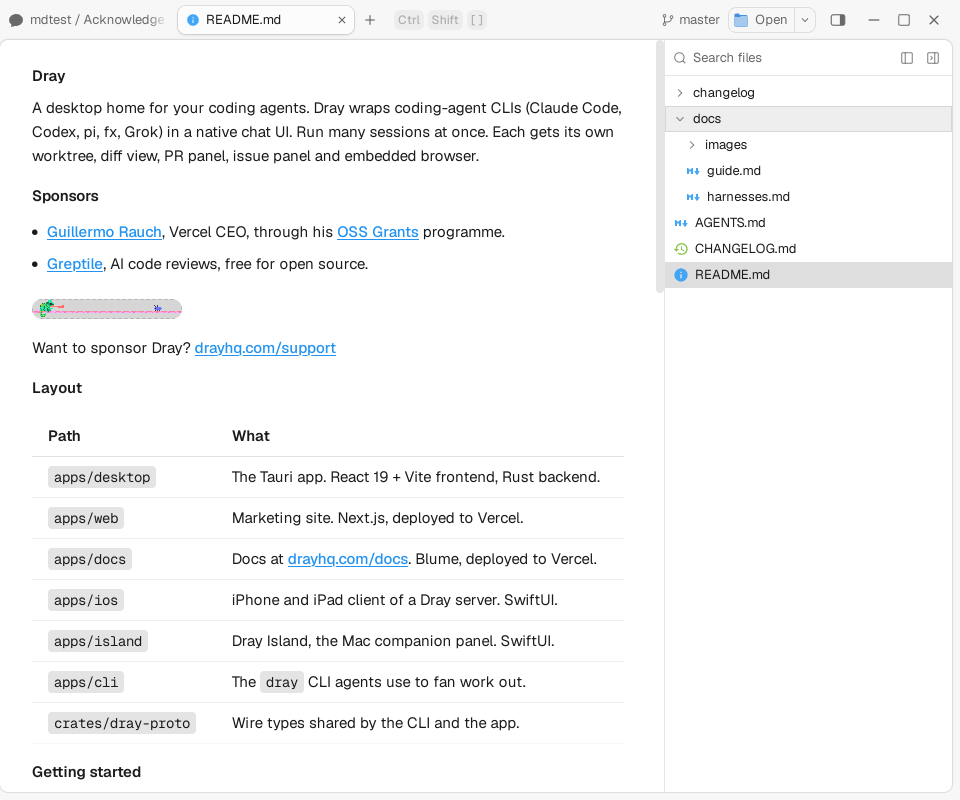 mdtest / Acknowledge
README.md
Ctrl Shift [ ]
master
Open
Dray
A desktop home for your coding agents. Dray wraps coding-agent CLIs (Claude Code,
Codex, pi, fx, Grok) in a native chat UI. Run many sessions at once. Each gets its own
worktree, diff view, PR panel, issue panel and embedded browser.
Sponsors
Guillermo Rauch, Vercel CEO, through his OSS Grants programme.
Greptile, AI code reviews, free for open source.
Want to sponsor Dray? drayhq.com/support
Layout
Path What
apps/desktop The Tauri app. React 19 + Vite frontend, Rust backend.
apps/web Marketing site. Next.js, deployed to Vercel.
apps/docs Docs at drayhq.com/docs. Blume, deployed to Vercel.
apps/ios iPhone and iPad client of a Dray server. SwiftUI.
apps/island Dray Island, the Mac companion panel. SwiftUI.
apps/cli The dray CLI agents use to fan work out.
crates/dray-proto Wire types shared by the CLI and the app.
Getting started
Search files
changelog
docs
images
guide.md
harnesses.md
AGENTS.md
CHANGELOG.md
README.md